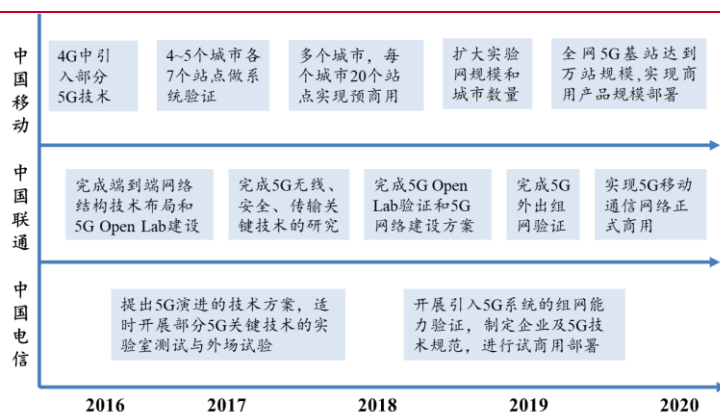 中国移动
4G中引
入部分
5G技术
4~5个城市各
7个站点做系
统验证
多个城市，每
个城市20个站
点实现预商用
扩大实验
网规模和
城市数量
全网5G基站达到
万站规模,实现商
用产品规模部署
中国联通
完成端到端网络
结构技术布局和
5G Open Lab建设
完成5G无线、
安全、传输关
键技术的研究
完成5G Open
Lab验证和5G
网络建设方案
完成5G
外出组
网验证
实现5G移动
通信网络正
式商用
中国电信
提出5G演进的技术方案，适
时开展部分5G关键技术的实
验室测试与外场试验
开展引入5G系统的组网能
力验证，制定企业及5G技
术规范，进行试商用部署
2016
2017
2018
2019
2020